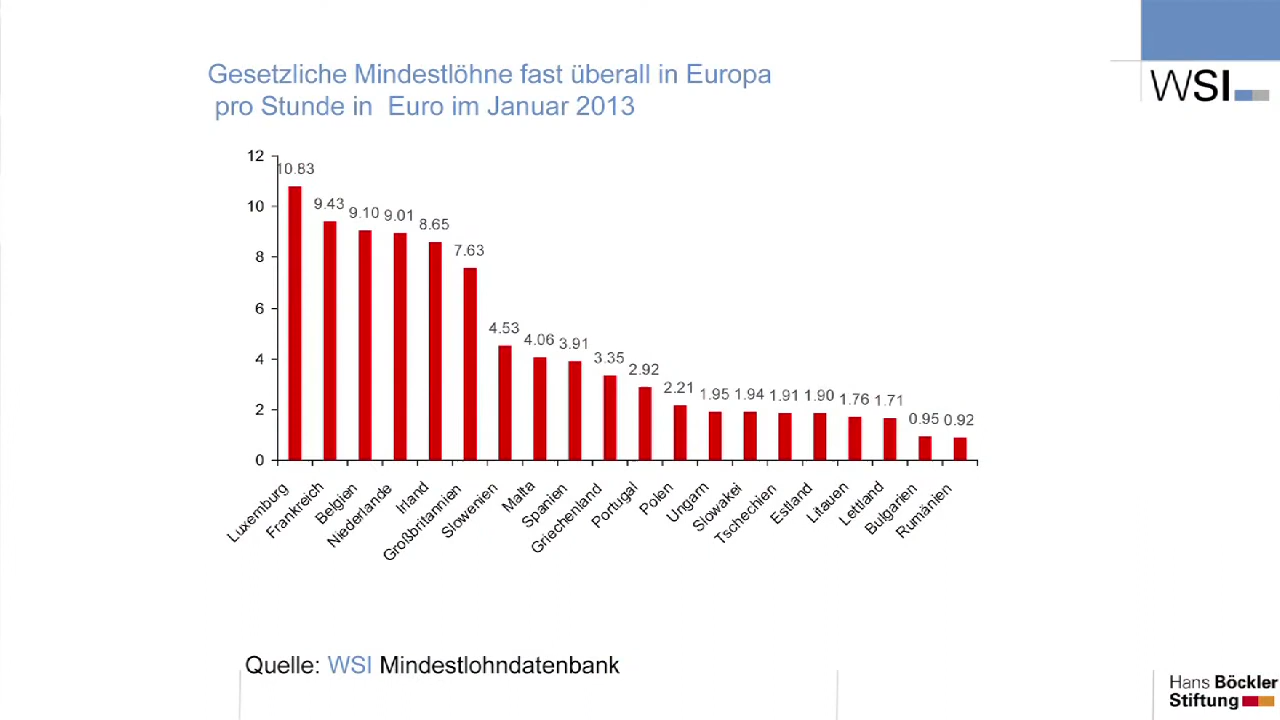 Gesetzliche Mindestlöhne fast überall in Europa
pro Stunde in Euro im Januar 2013
WSI
12
10
8
6
4
2
0
10.83
9.43
9.10
9.01
8.65
7.63
4.53
4.06
3.91
3.35
2.92
2.21
1.95
1.94
1.91
1.90
1.76
1.71
0.95
0.92
Luxemburg
Frankreich
Belgien
Niederlande
Irland
Großbritannien
Slowenien
Malta
Spanien
Griechenland
Portugal
Polen
Ungarn
Slowakei
Tschechien
Estland
Litauen
Lettland
Bulgarien
Rumänien
Quelle: WSI Mindestlohndatenbank
Hans Böckler
Stiftung